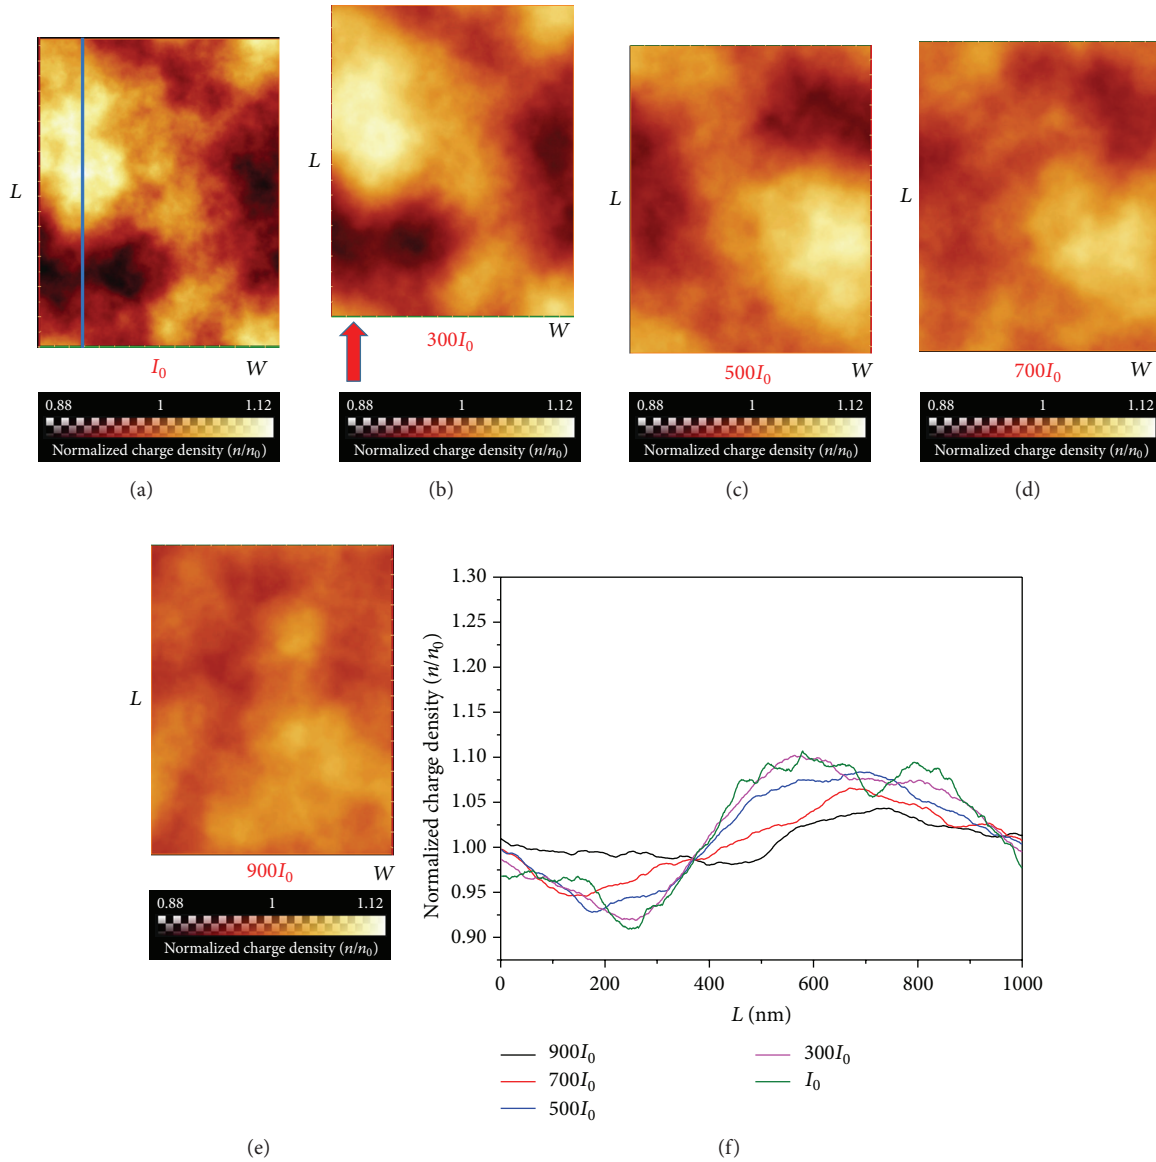 L
I0
W
0.88 1 1.12
Normalized charge density (n/n0)
(a)
L
300I0
W
0.88 1 1.12
Normalized charge density (n/n0)
(b)
L
500I0
W
0.88 1 1.12
Normalized charge density (n/n0)
(c)
L
700I0
W
0.88 1 1.12
Normalized charge density (n/n0)
(d)
L
900I0
W
0.88 1 1.12
Normalized charge density (n/n0)
(e)
Normalized charge density (n/n0)
1.30
1.25
1.20
1.15
1.10
1.05
1.00
0.95
0.90
0 200 400 600 800 1000
L (nm)
900I0
700I0
500I0
300I0
I0
(f)